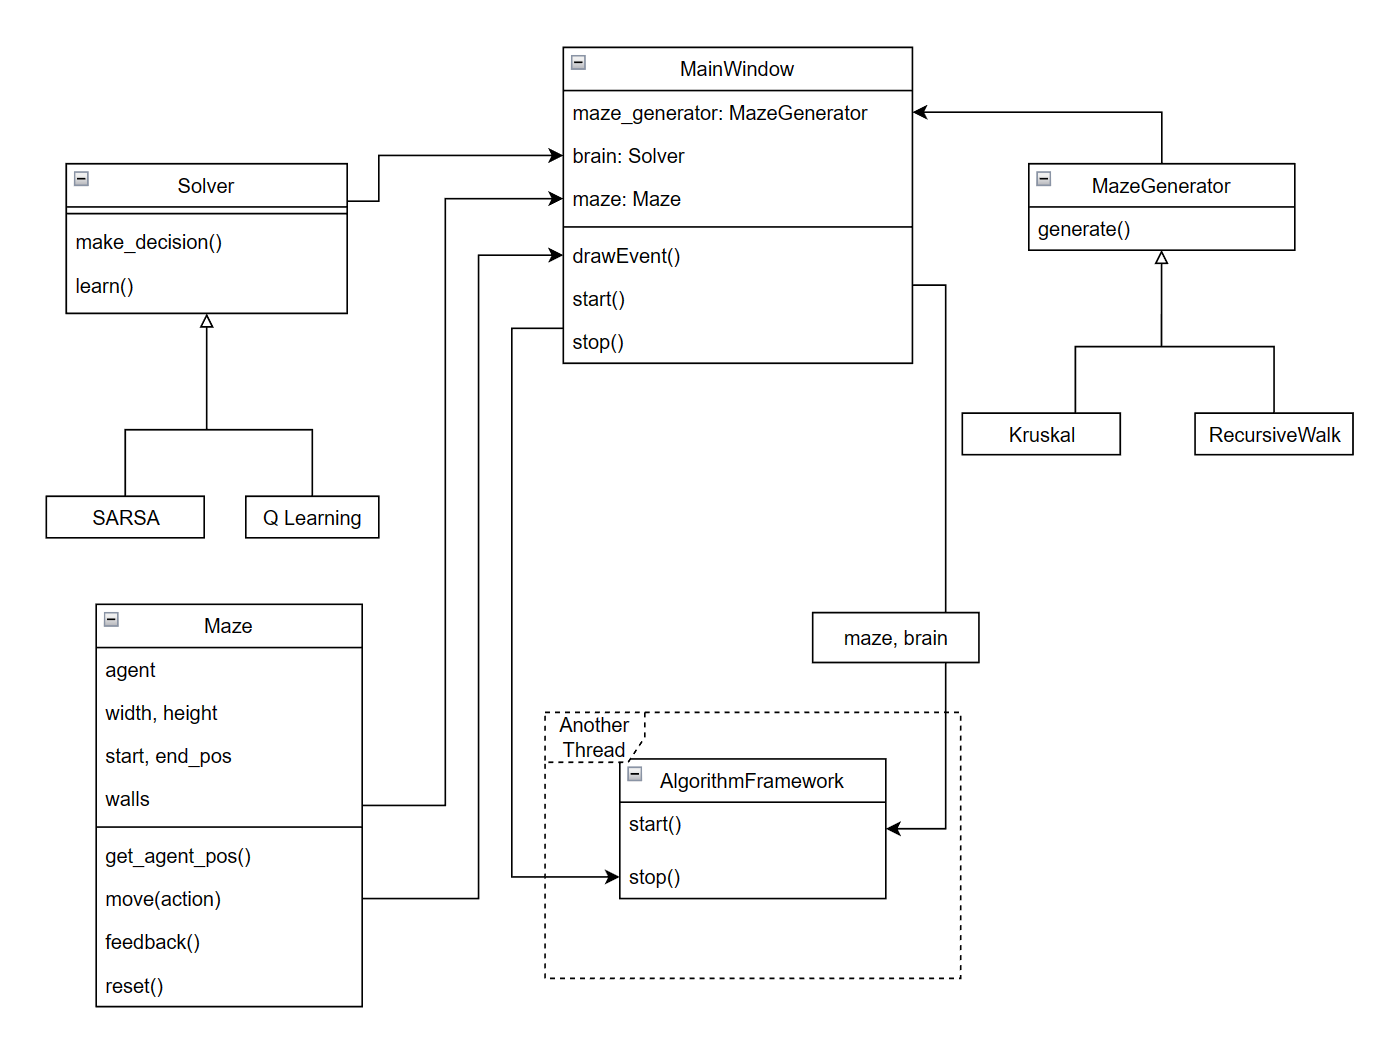 MainWindow
maze_generator: MazeGenerator
brain: Solver
maze: Maze
drawEvent()
start()
stop()
Solver
make_decision()
learn()
MazeGenerator
generate()
Kruskal
RecursiveWalk
SARSA
Q Learning
Maze
agent
width, height
start, end_pos
walls
get_agent_pos()
move(action)
feedback()
reset()
maze, brain
Another
Thread
AlgorithmFramework
start()
stop()